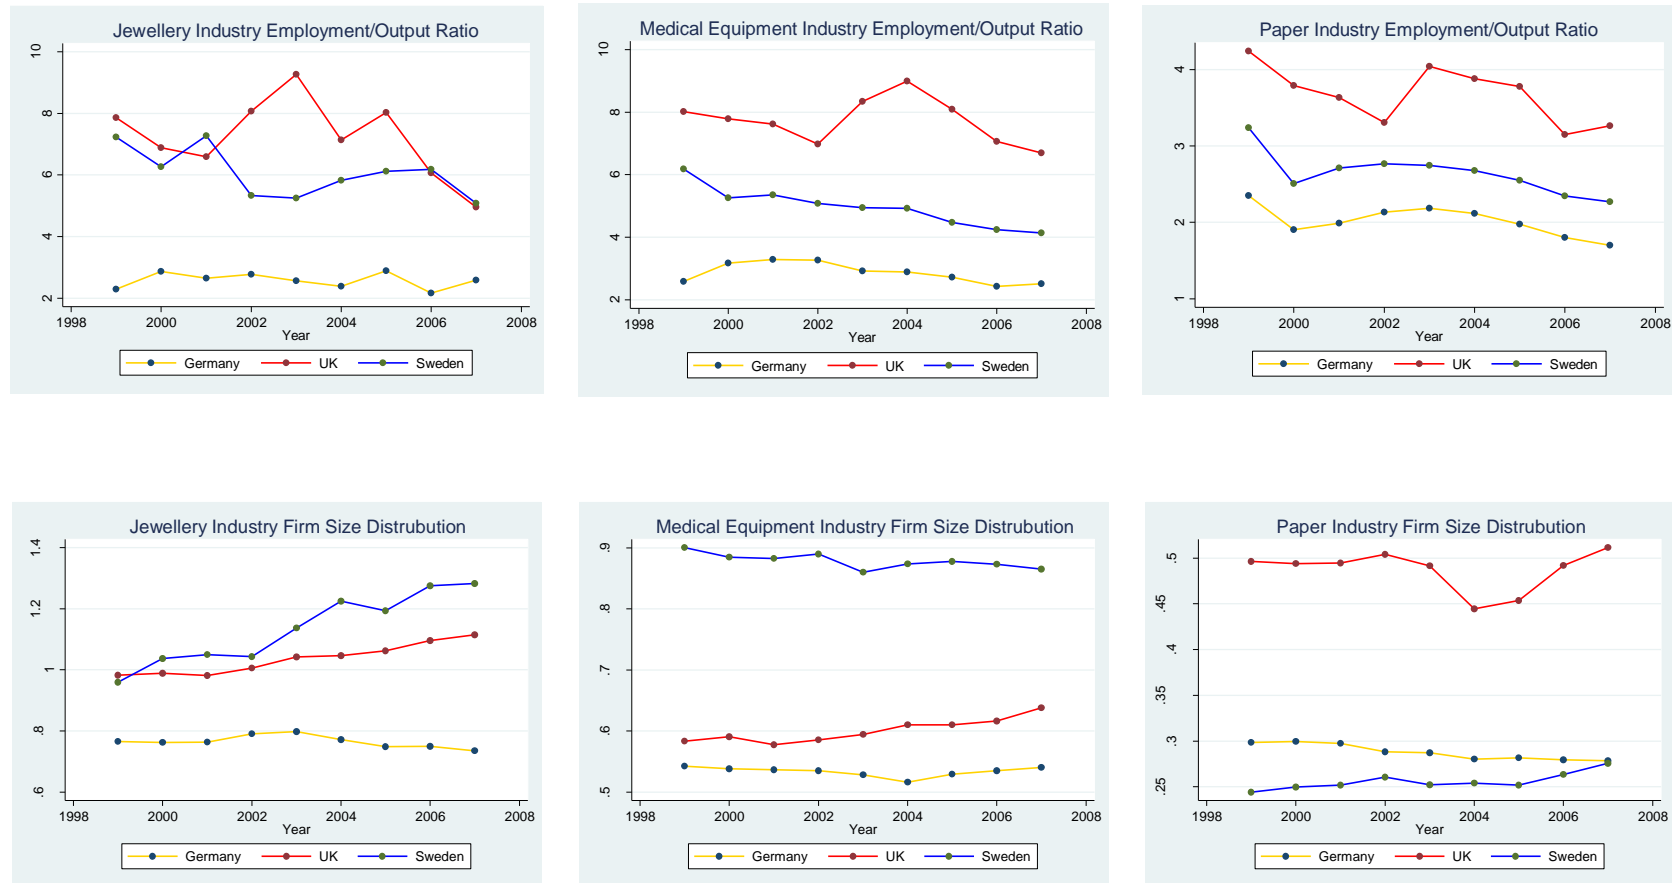 Jewellery Industry Employment/Output Ratio
10
8
6
4
2
1998 2000 2002 2004 2006 2008
Year
Germany UK Sweden
Medical Equipment Industry Employment/Output Ratio
10
8
6
4
2
1998 2000 2002 2004 2006 2008
Year
Germany UK Sweden
Paper Industry Employment/Output Ratio
4
3
2
1
1998 2000 2002 2004 2006 2008
Year
Germany UK Sweden
Jewellery Industry Firm Size Distrubution
1.4
1.2
1
.8
.6
1998 2000 2002 2004 2006 2008
Year
Germany UK Sweden
Medical Equipment Industry Firm Size Distrubution
.9
.8
.7
.6
.5
1998 2000 2002 2004 2006 2008
Year
Germany UK Sweden
Paper Industry Firm Size Distrubution
.5
.45
.4
.35
.3
.25
1998 2000 2002 2004 2006 2008
Year
Germany UK Sweden